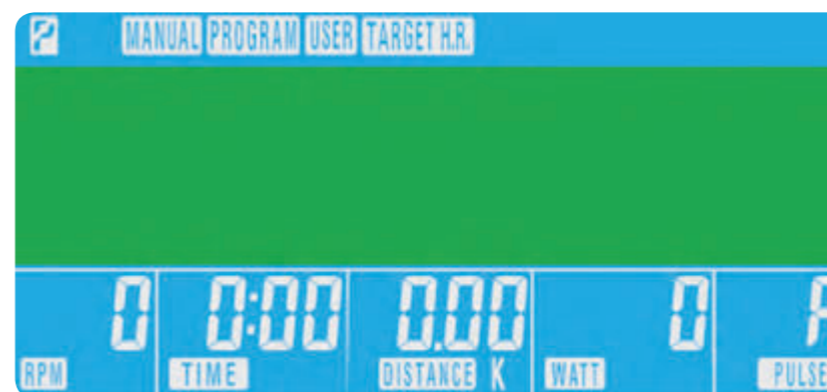 P MANUAL PROGRAM USER TARGET H.R.
0 0:00 0.00 0 P
RPM TIME DISTANCE K WATT PULSE